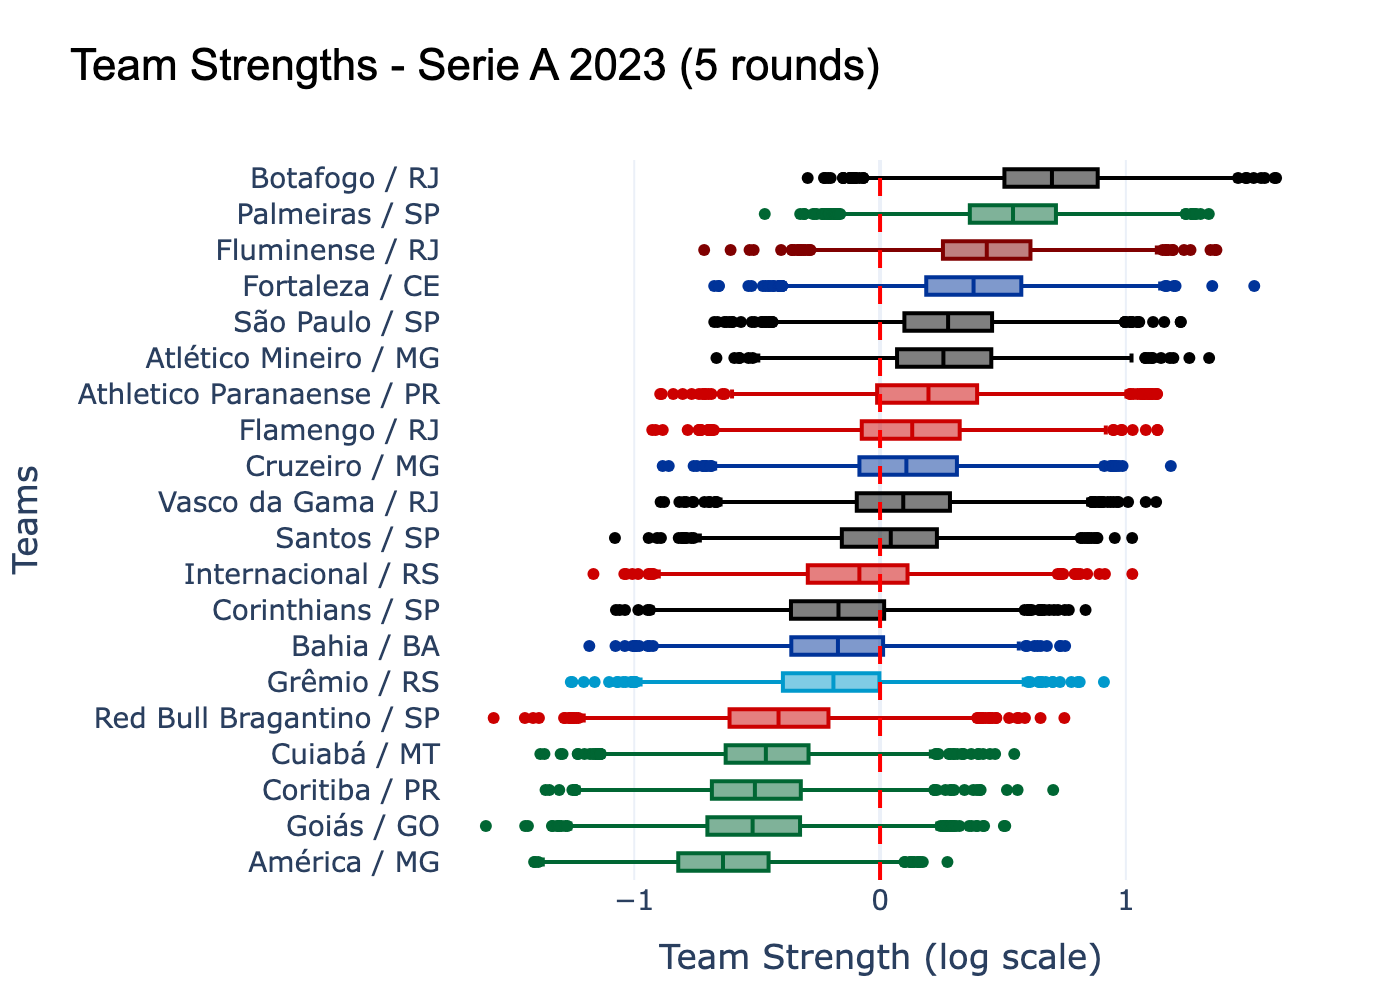 Team Strengths - Serie A 2023 (5 rounds)
Botafogo / RJ
Palmeiras / SP
Fluminense / RJ
Fortaleza / CE
São Paulo / SP
Atlético Mineiro / MG
Athletico Paranaense / PR
Flamengo / RJ
Cruzeiro / MG
Vasco da Gama / RJ
Santos / SP
Internacional / RS
Corinthians / SP
Bahia / BA
Grêmio / RS
Red Bull Bragantino / SP
Cuiabá / MT
Coritiba / PR
Goiás / GO
América / MG
Teams
−1 0 1
Team Strength (log scale)